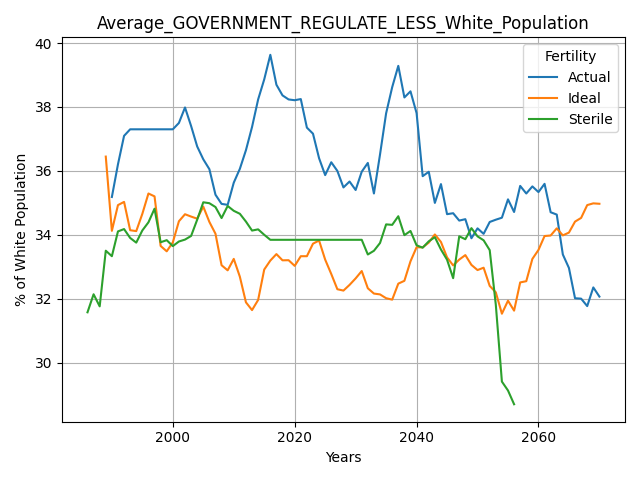 Average_GOVERNMENT_REGULATE_LESS_White_Population
Fertility
Actual
Ideal
Sterile
% of White Population
40
38
36
34
32
30
2000
2020
2040
2060
Years